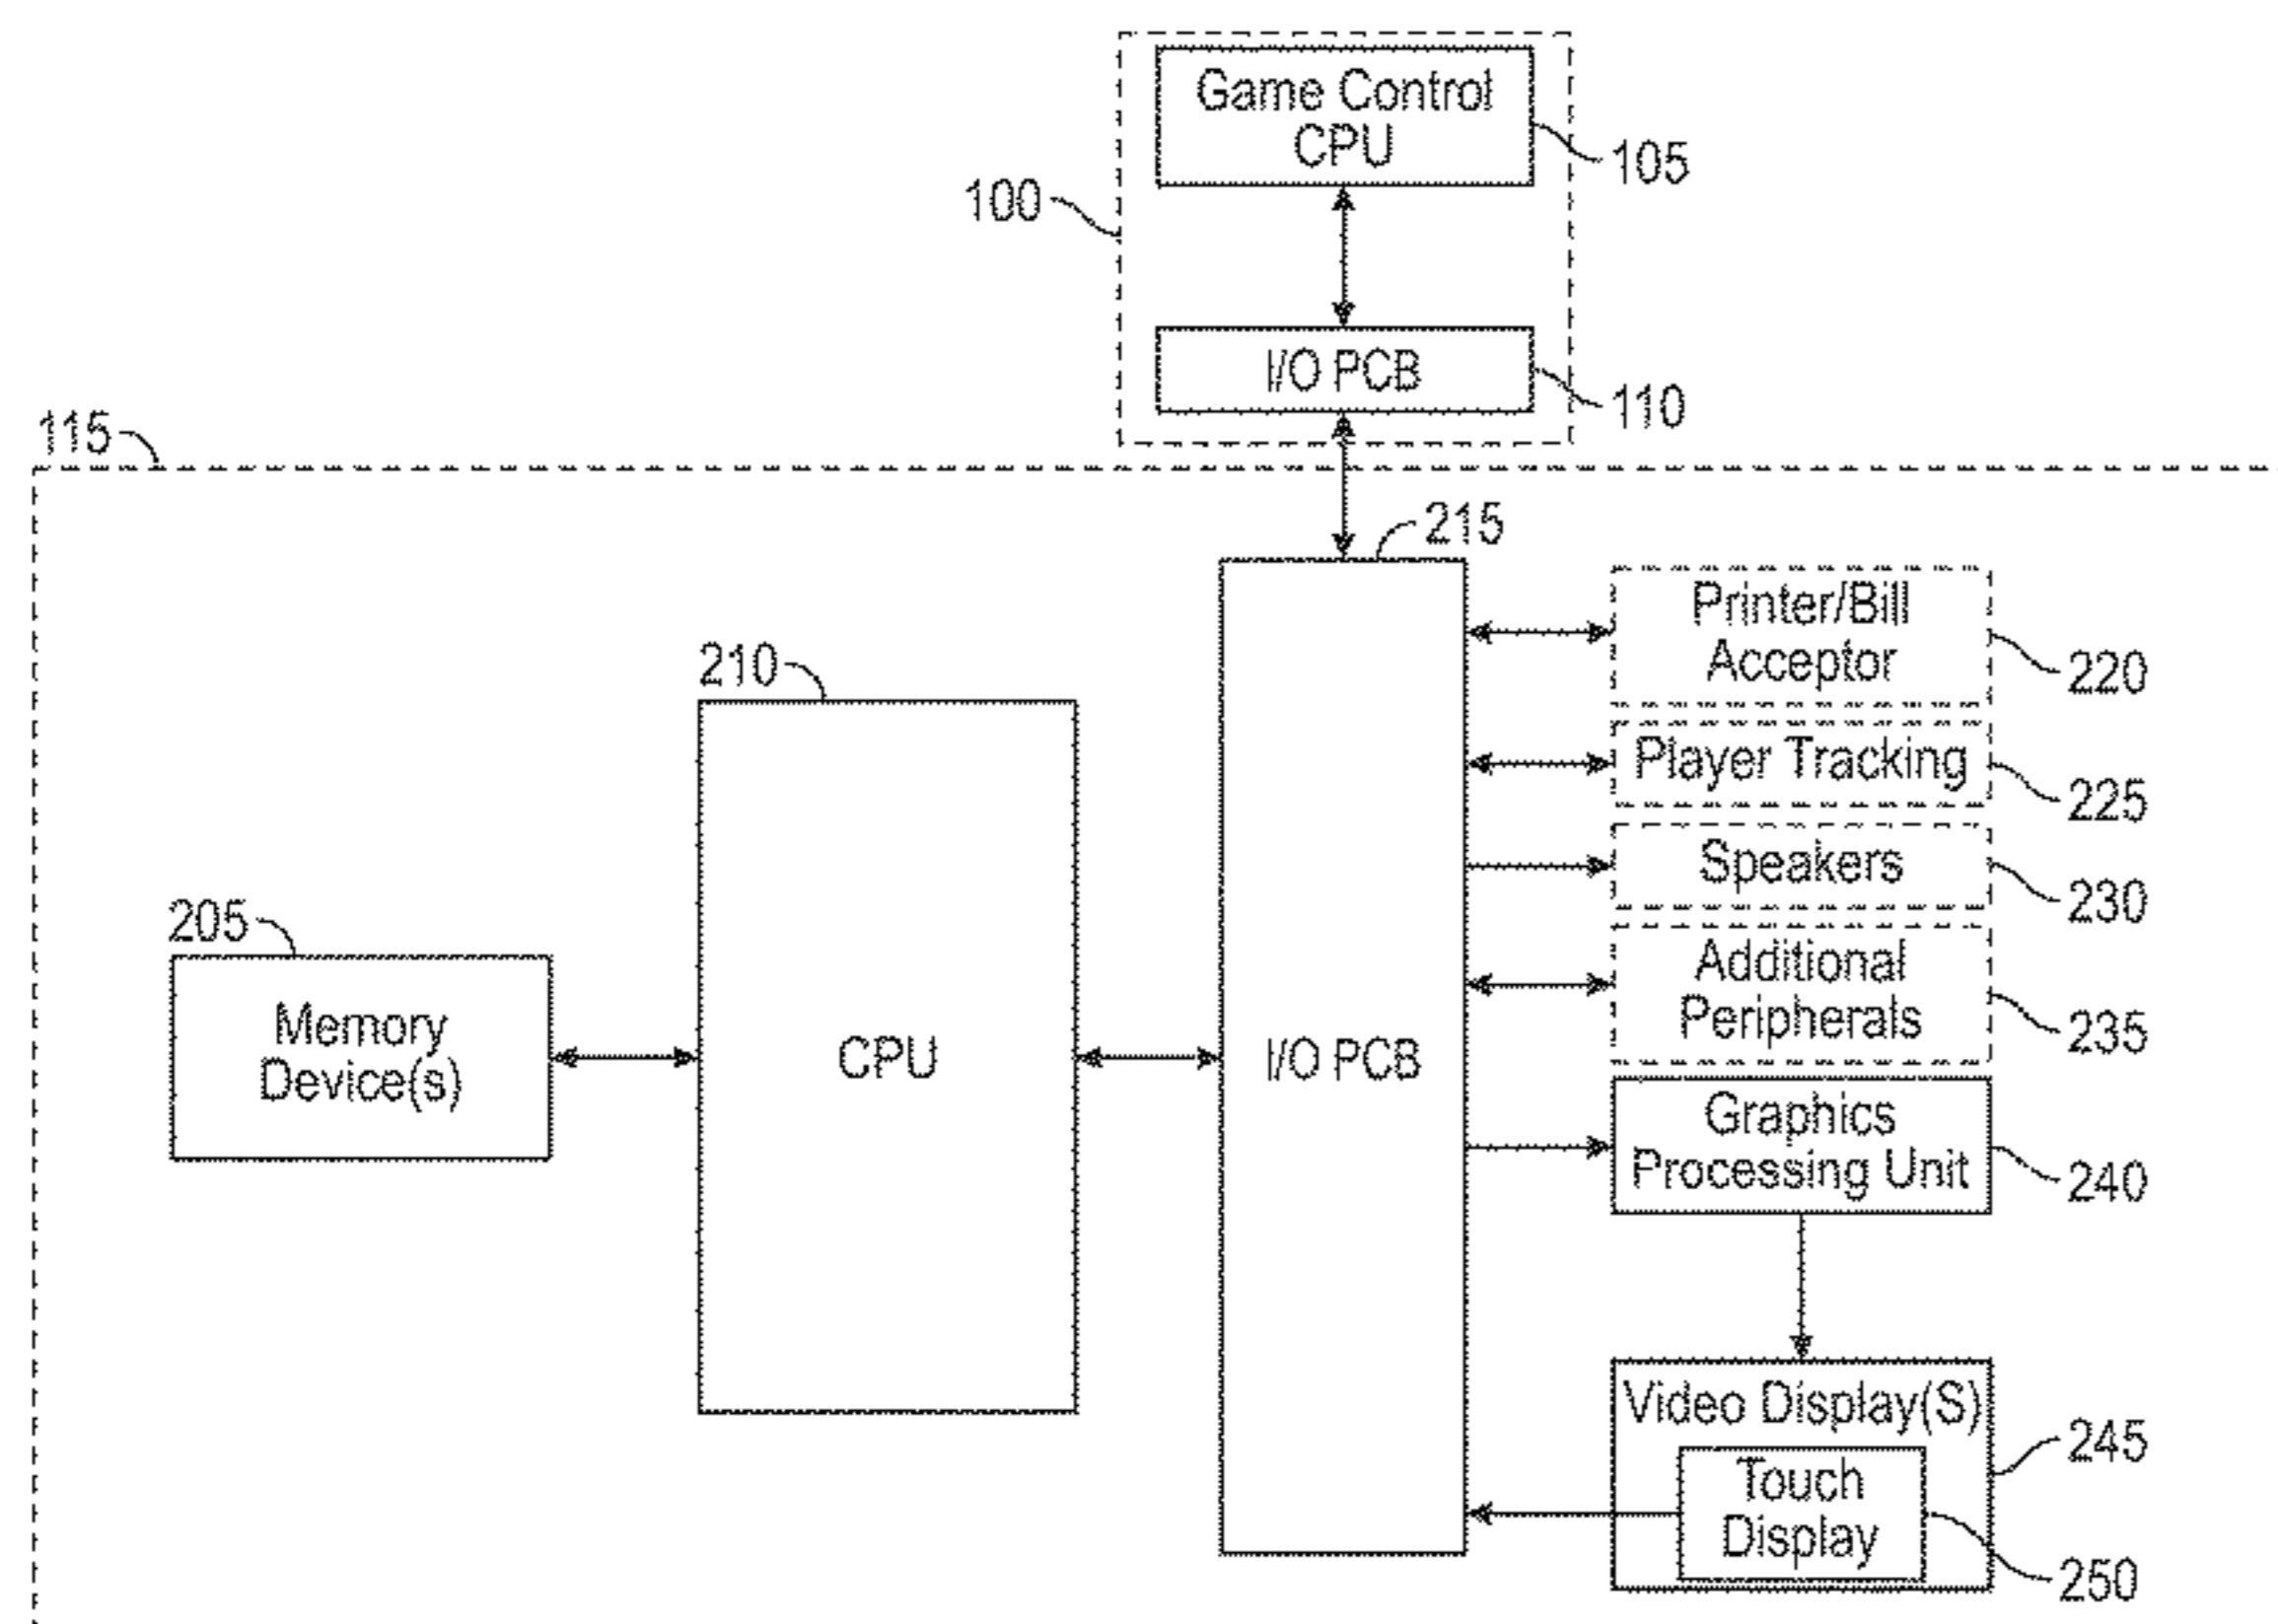 Game Control
CPU
105
100
I/O PCB
110
115
215
Printer/Bill
Acceptor
220
210
Player Tracking
225
Speakers
230
205
Additional
Peripherals
235
Memory
Device(s)
CPU
I/O PCB
Graphics
Processing Unit
240
Video Display(S)
245
Touch
Display
250